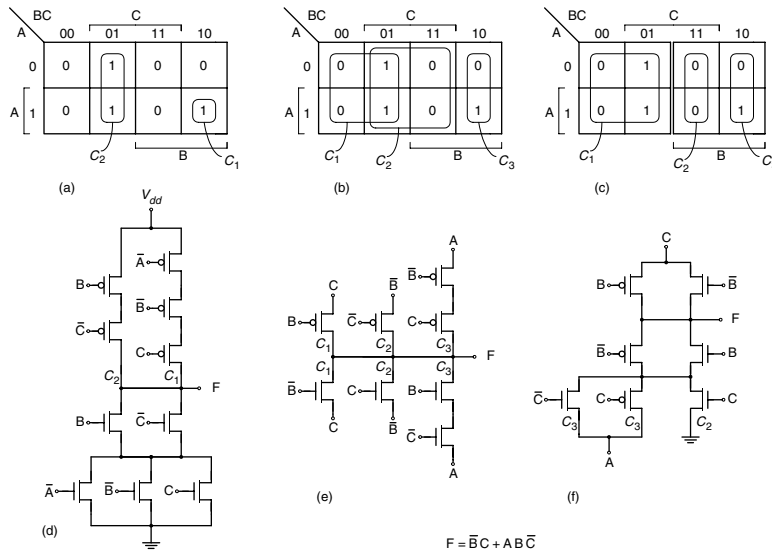 BC
A
C
00 01 11 10
0 0 1 0 0
A 1 0 1 0 1
B
C2 C1
(a)
BC
A
C
00 01 11 10
0 0 1 0 0
A 1 0 1 0 1
B
C1 C2 C3
(b)
BC
A
C
00 01 11 10
0 0 1 0 0
A 1 0 1 0 1
B
C1 C2 C
(c)
Vdd
A̅
B B̅
C̅ C
C2 C1 F
B C̅
A̅ B̅ C
(d)
A
B̅
C B̅
B C̅ C
C1 C2 C3
F
C1 C2 C3
B̅ C B
C B̅ C̅
A
(e)
C
B B̅
F
B̅ B
C̅ C C
C3 C3 C2
A
(f)
F = B̅ C + A B C̅